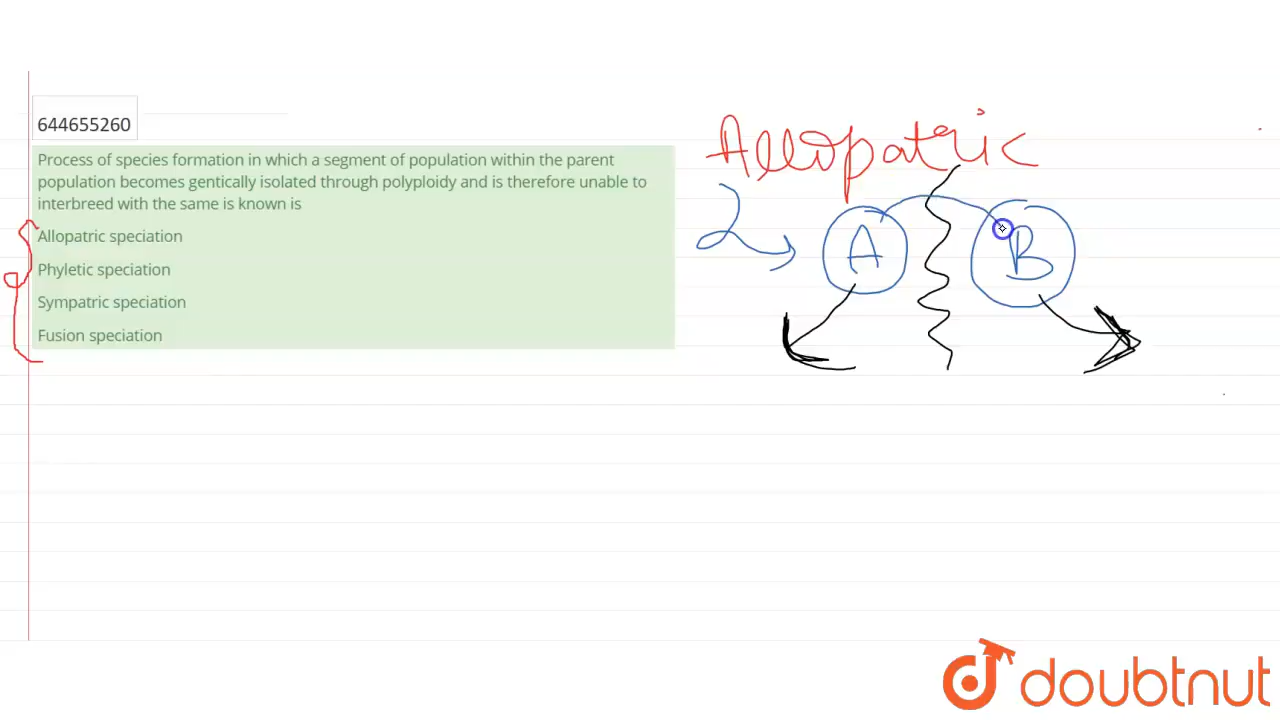 644655260
Process of species formation in which a segment of population within the parent
population becomes gentically isolated through polyploidy and is therefore unable to
interbreed with the same is known is
Allopatric speciation
Phyletic speciation
Sympatric speciation
Fusion speciation
Allopatric
2
A
B
doubtnut